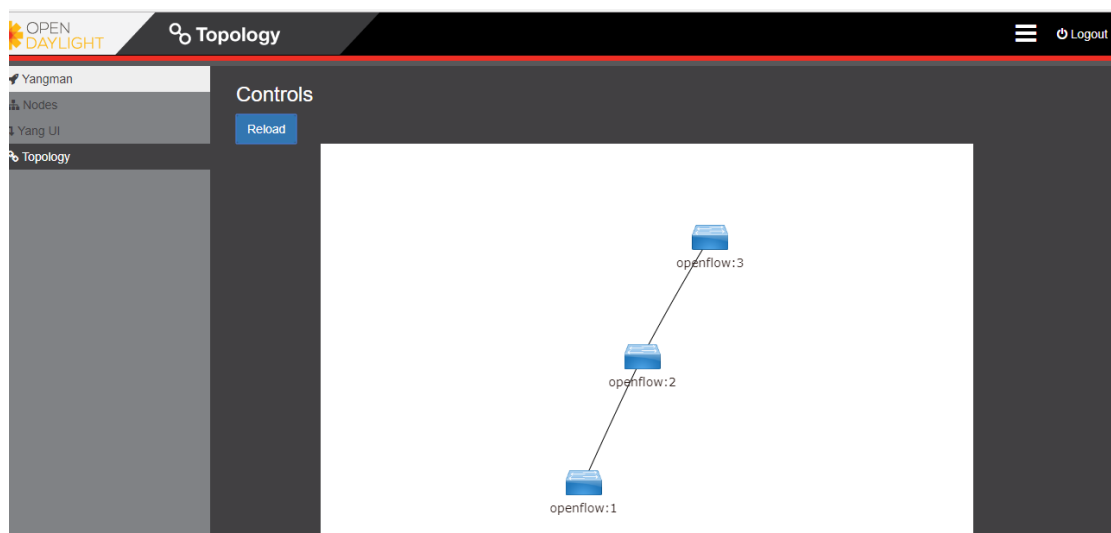 OPEN
DAYLIGHT
Topology
Logout
Yangman
Nodes
Yang UI
Topology
Controls
Reload
openflow:3
openflow:2
openflow:1